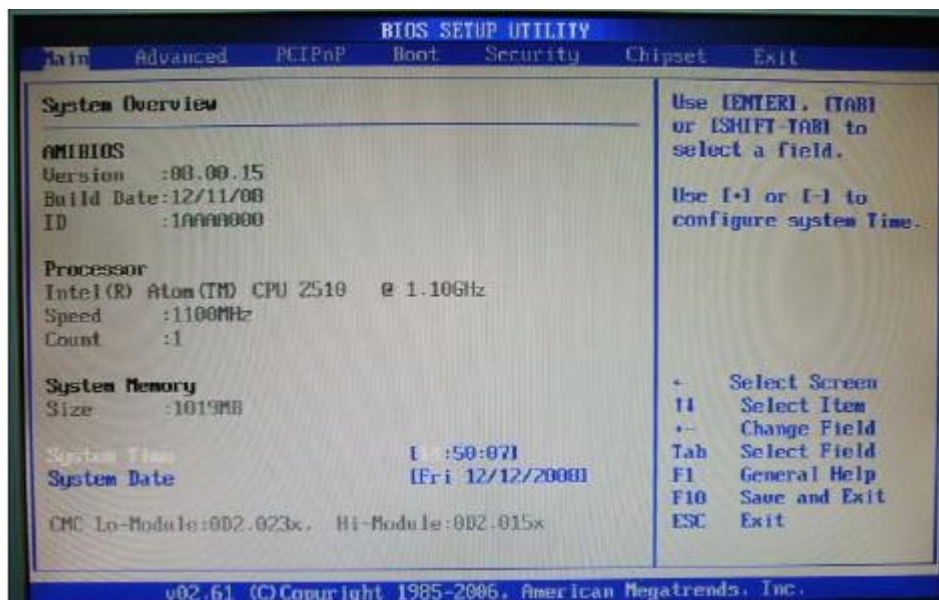 BIOS SETUP UTILITY
Main Advanced PCIPnP Boot Security Chipset Exit
System Overview
AMIBIOS
Version :08.00.15
Build Date:12/11/08
ID :1AAAA000
Processor
Intel(R) Atom(TM) CPU Z510 @ 1.10GHz
Speed :1100MHz
Count :1
System Memory
Size :1019MB
System Time [ :50:07]
System Date [Fri 12/12/2008]
CMC Lo-Module:0D2.023x, Hi-Module:0D2.015x
Use [ENTER], [TAB]
or [SHIFT-TAB] to
select a field.
Use [+] or [-] to
configure system Time.
← Select Screen
↑↓ Select Item
+- Change Field
Tab Select Field
F1 General Help
F10 Save and Exit
ESC Exit
v02.61 (C)Copyright 1985-2006, American Megatrends, Inc.